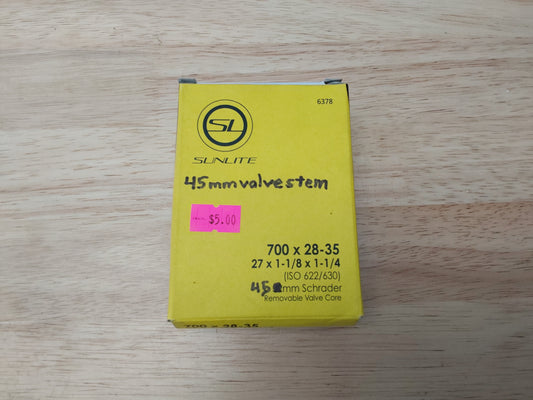 6378
SL
SUNLITE
45mm valve stem
$5.00
700 x 28-35
27 x 1-1/8 x 1-1/4
(ISO 622/630)
45mm Schrader
Removable Valve Core
700 x 28-35